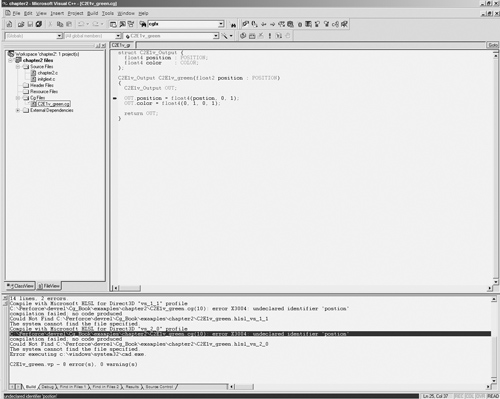 chapter2 - Microsoft Visual C++ - [C2E1v_green.cg]
File Edit View Insert Project Build Tools Window Help
cgfx
(Globals)
(All global members)
C2E1v_green
Workspace 'chapter2': 1 project(s)
chapter2 files
Source Files
chapter2.c
initglext.c
Header Files
Resource Files
Cg Files
C2E1v_green.cg
External Dependencies
ClassView
FileView
C2E1v_gr
struct C2E1v_Output {
float4 position : POSITION;
float4 color : COLOR;
};
C2E1v_Output C2E1v_green(float2 position : POSITION)
{
C2E1v_Output OUT;
OUT.position = float4(postion, 0, 1);
OUT.color = float4(0, 1, 0, 1);
return OUT;
}
14 lines, 2 errors.
Compile with Microsoft HLSL for Direct3D "vs_1_1" profile
C:\Perforce\devrel\Cg_Book\examples\chapter2\C2E1v_green.cg(10): error X3004: undeclared identifier 'postion'
compilation failed; no code produced
Could Not Find C:\Perforce\devrel\Cg_Book\examples\chapter2\C2E1v_green.hlsl_vs_1_1
The system cannot find the file specified.
Compile with Microsoft HLSL for Direct3D "vs_2_0" profile
C:\Perforce\devrel\Cg_Book\examples\chapter2\C2E1v_green.cg(10): error X3004: undeclared identifier 'postion'
compilation failed; no code produced
Could Not Find C:\Perforce\devrel\Cg_Book\examples\chapter2\C2E1v_green.hlsl_vs_2_0
The system cannot find the file specified.
Error executing c:\windows\system32\cmd.exe.
C2E1v_green.vp - 8 error(s), 0 warning(s)
Build Debug Find in Files 1 Find in Files 2 Results Source Control
undeclared identifier 'postion'
Ln 25, Col 37
READ